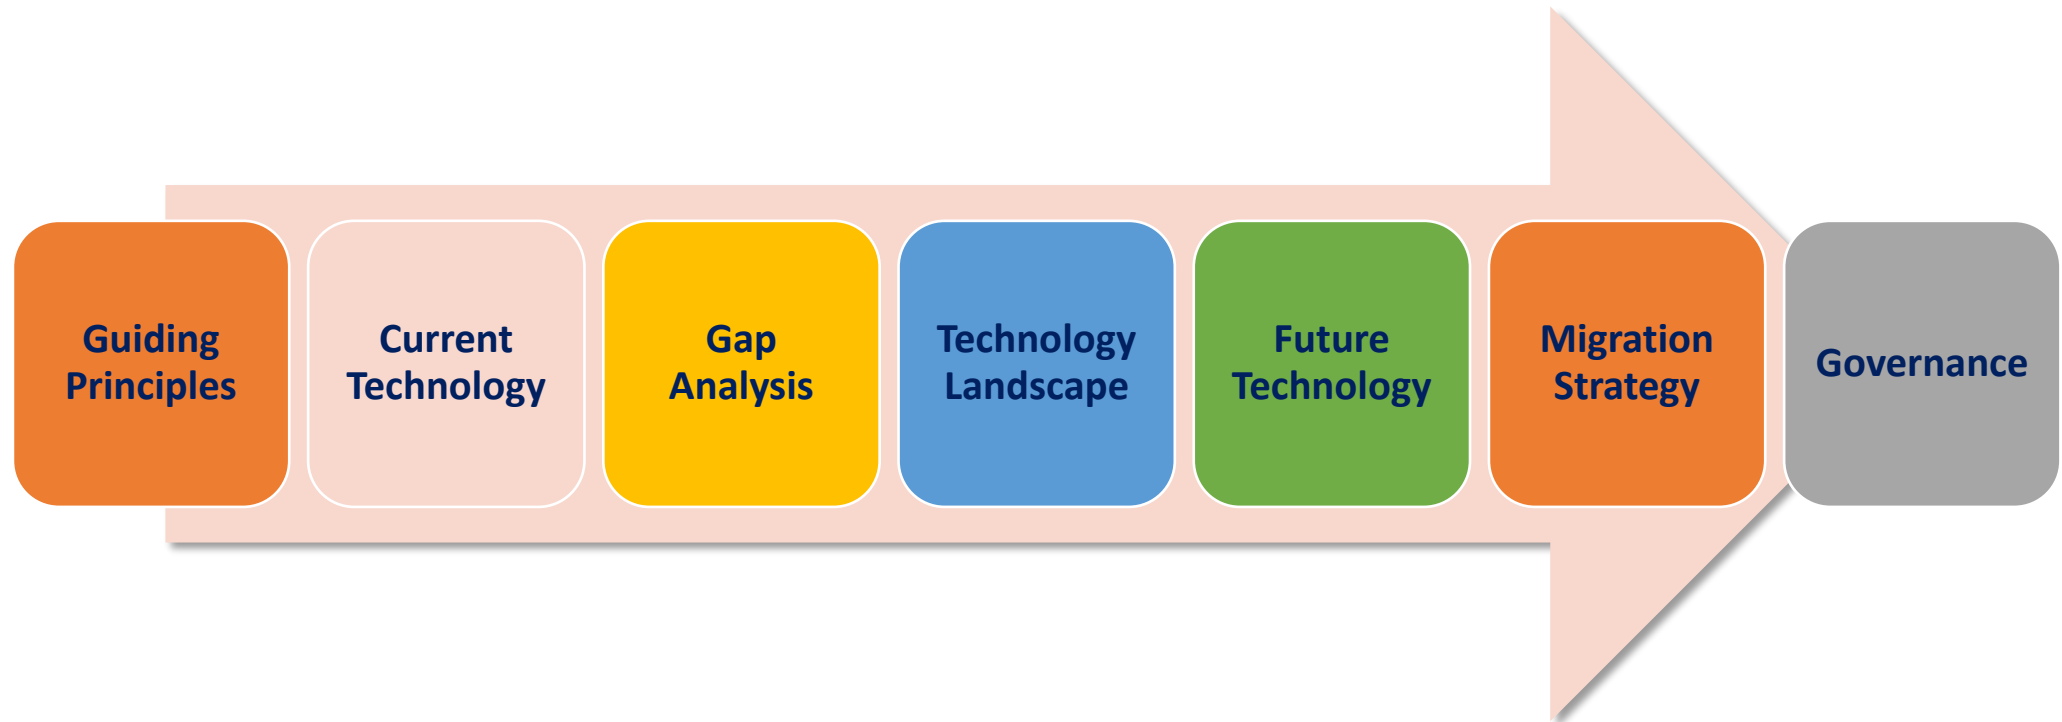 Guiding
Principles
Current
Technology
Gap
Analysis
Technology
Landscape
Future
Technology
Migration
Strategy
Governance